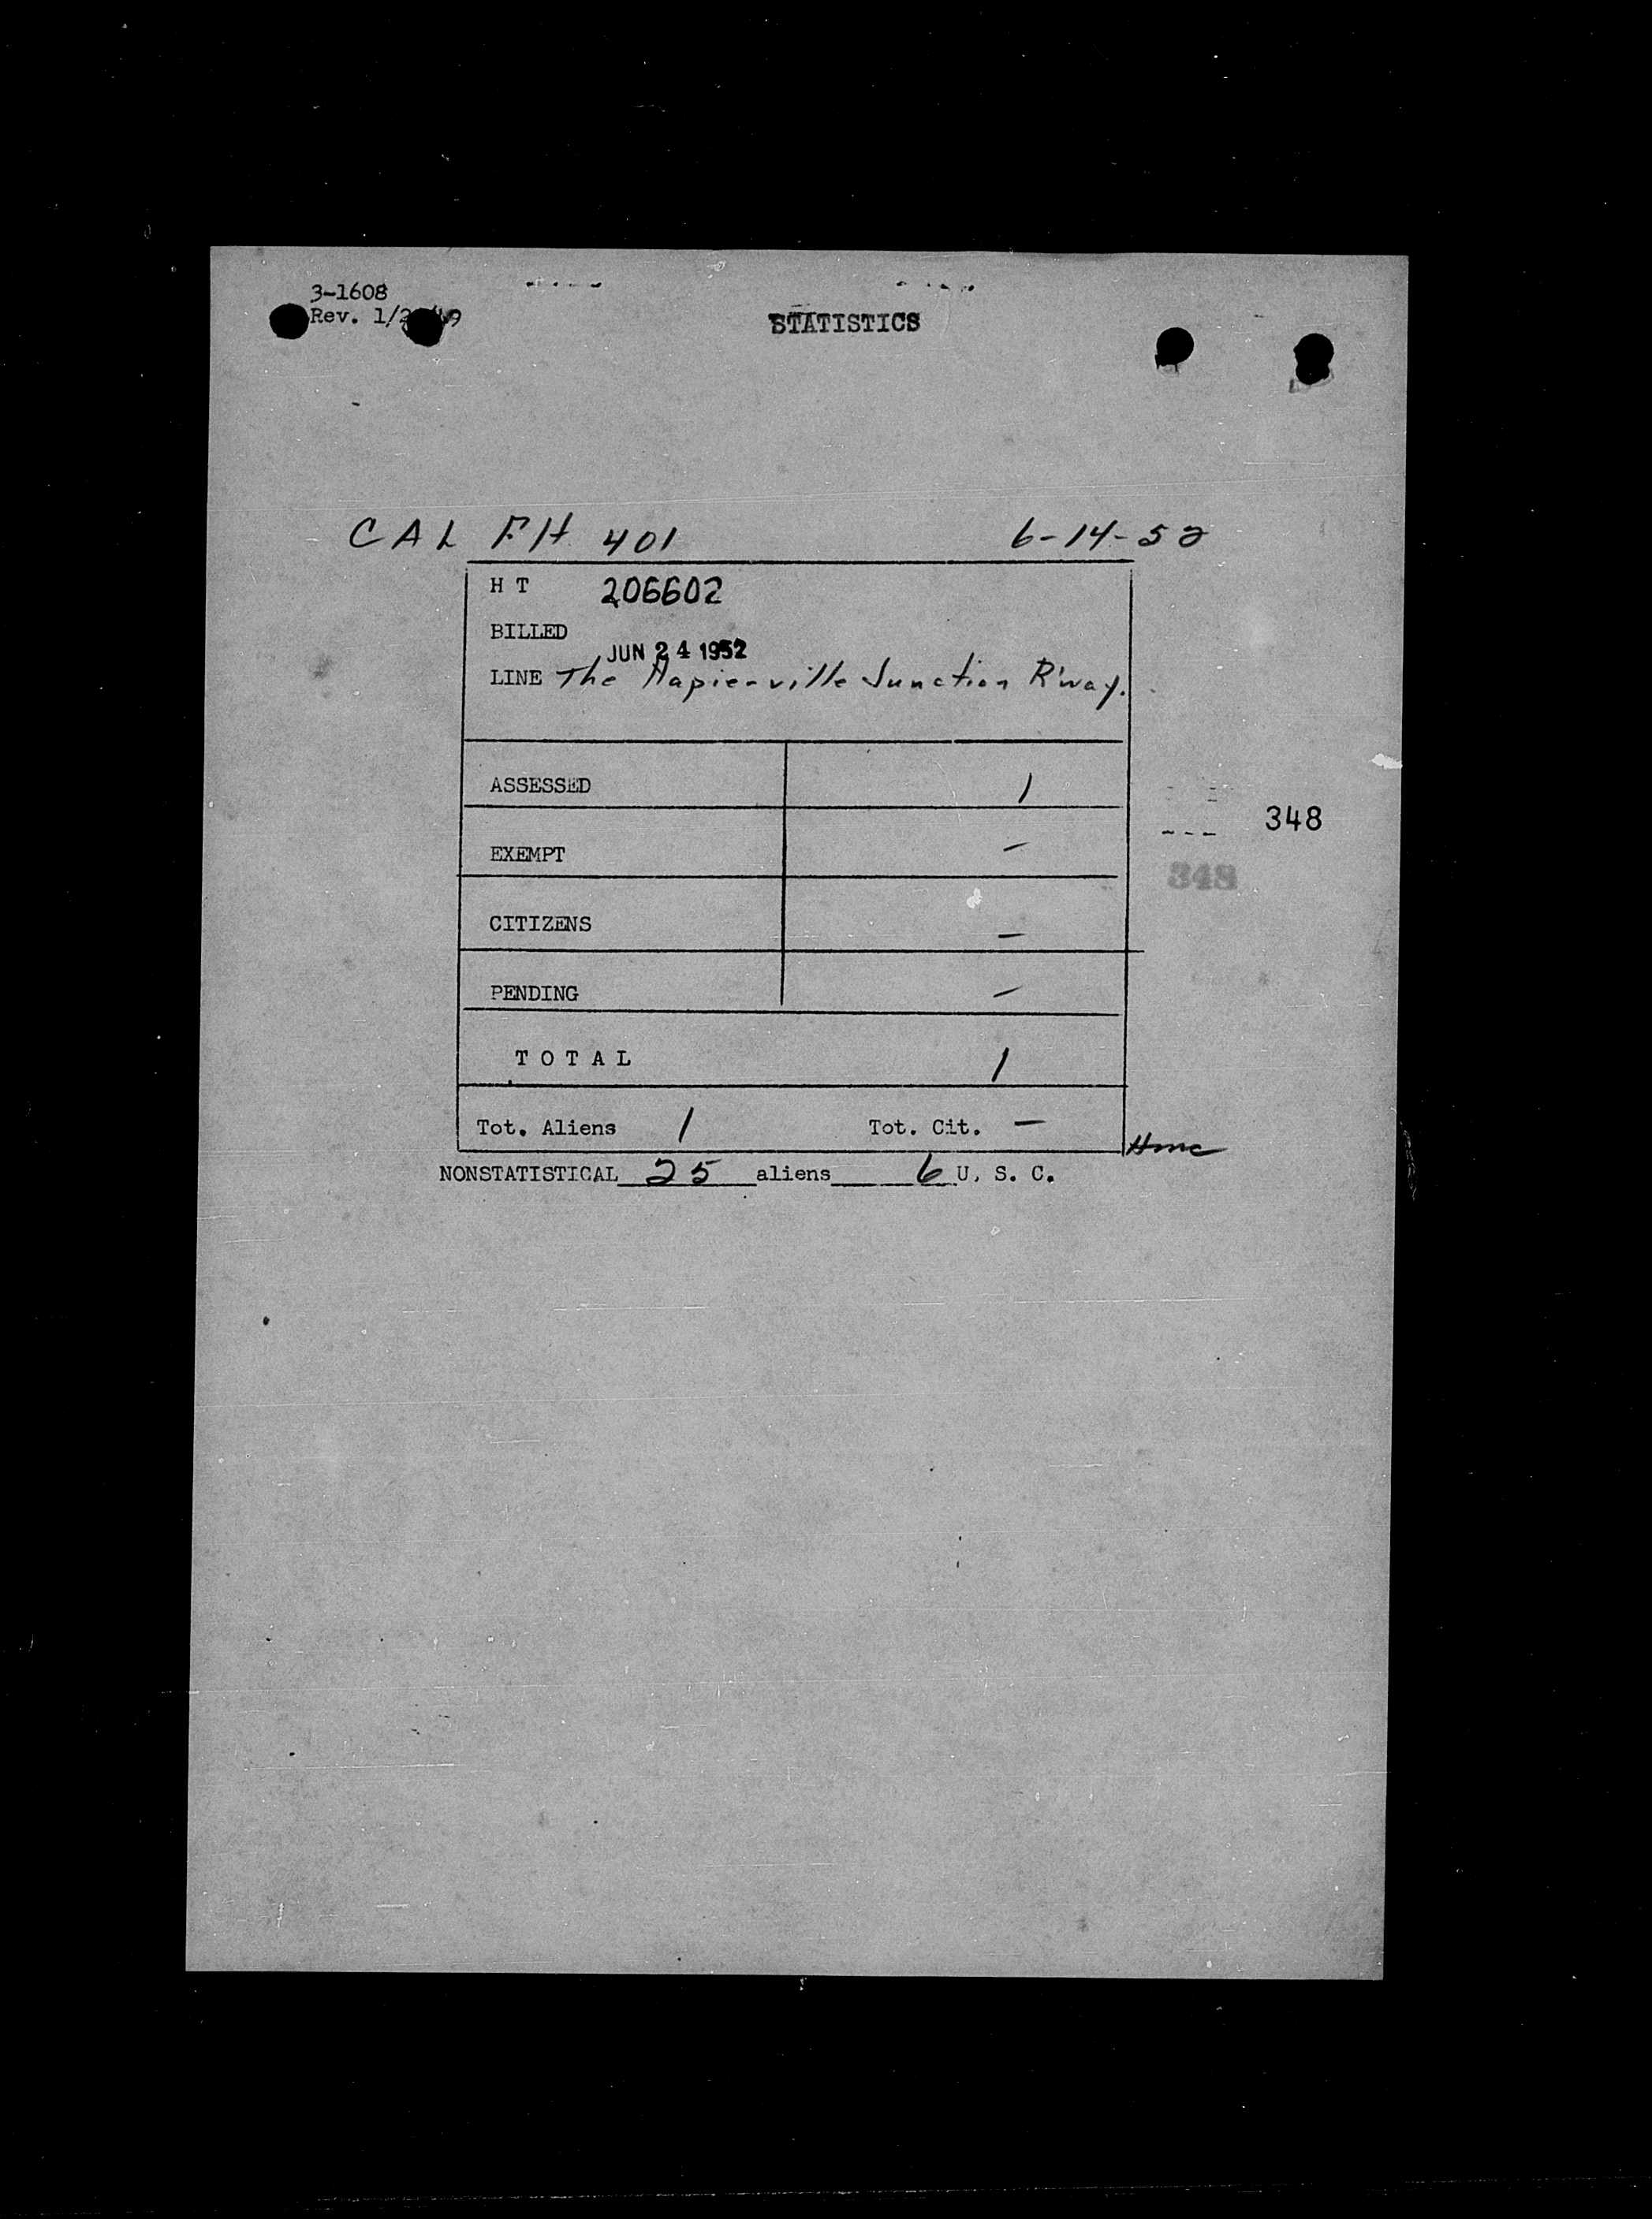 3-1608
Rev. 1/2 49
STATISTICS
CAL FH 401 6-14-52
H T 206602
BILLED
JUN 24 1952
LINE The Napierville Junction R'way.
ASSESSED 1
EXEMPT –
348
348
CITIZENS –
PENDING –
T O T A L 1
Tot. Aliens 1 Tot. Cit. –
NONSTATISTICAL 25 aliens 6 U. S. C.